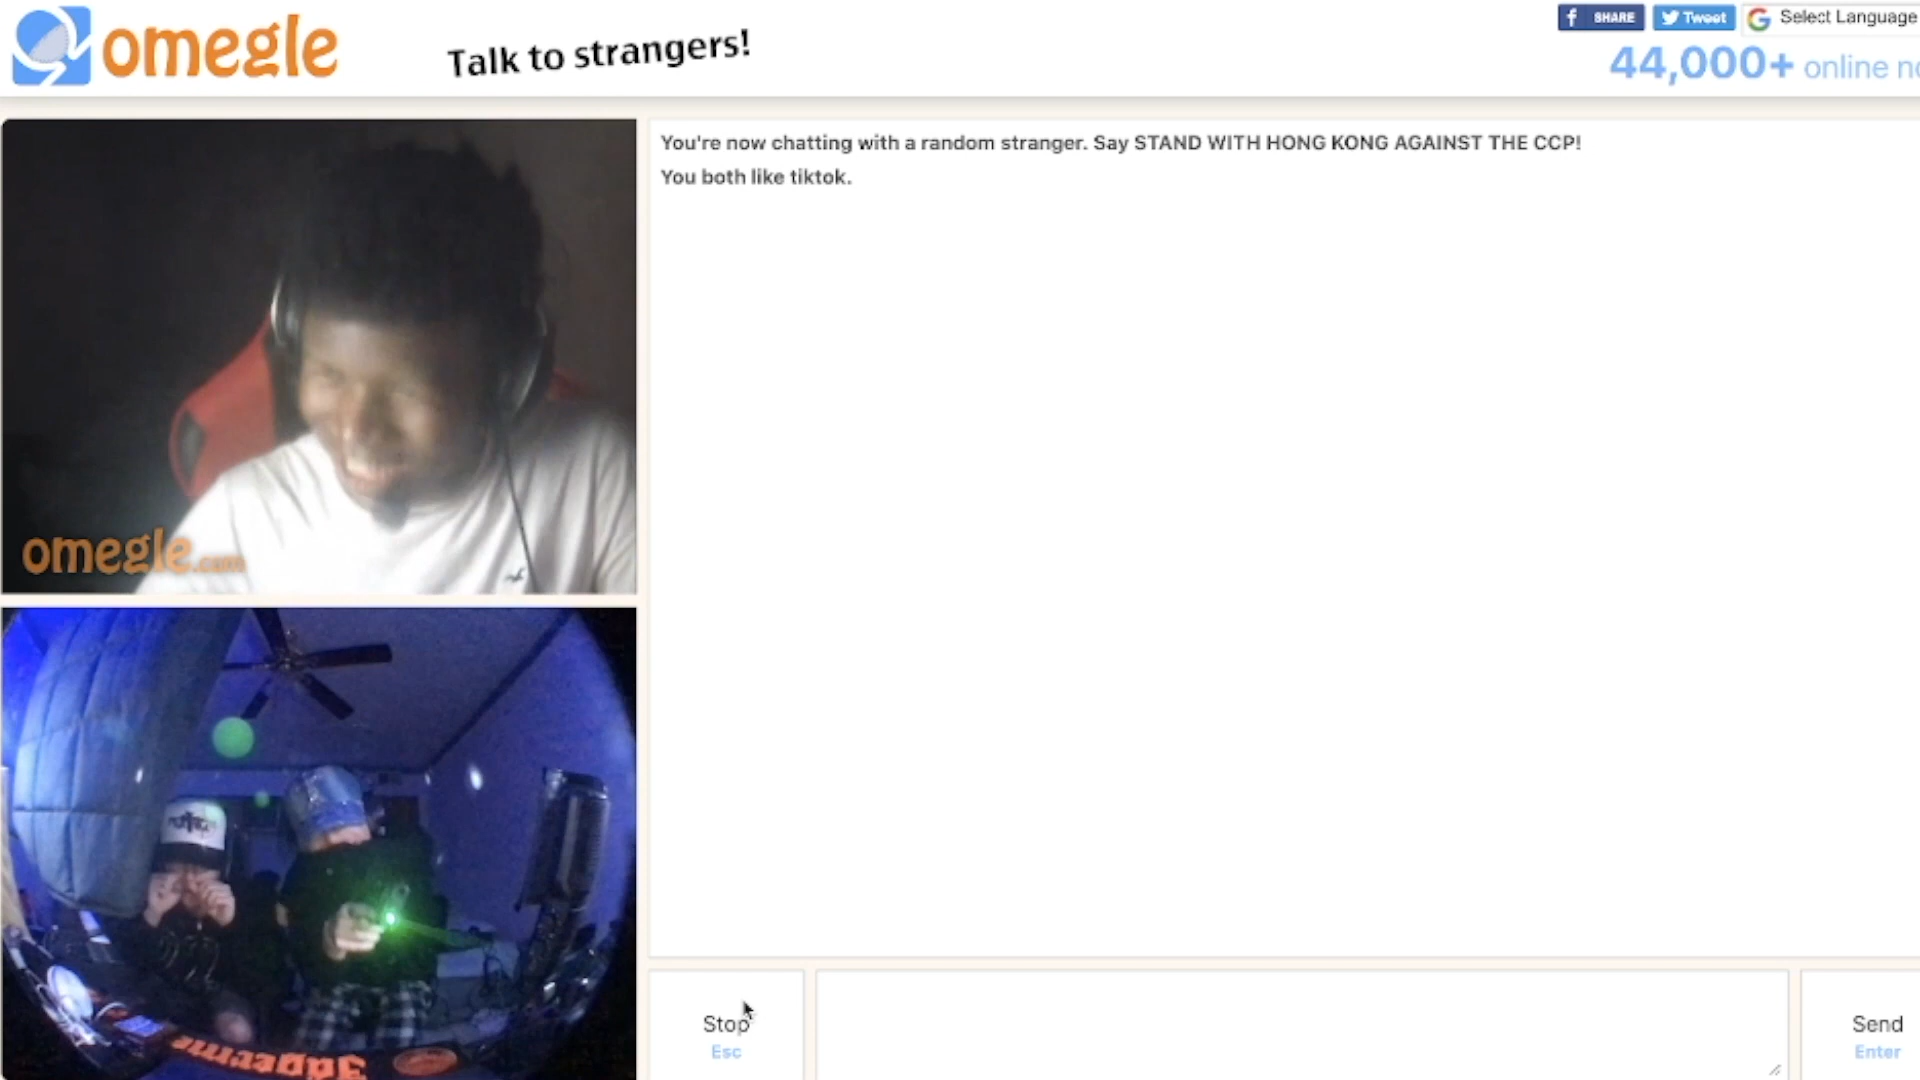 omegle
Talk to strangers!
SHARE
Tweet
Select Language
44,000+ online no
You're now chatting with a random stranger. Say STAND WITH HONG KONG AGAINST THE CCP!
You both like tiktok.
omegle.com
Stop
Esc
Send
Enter